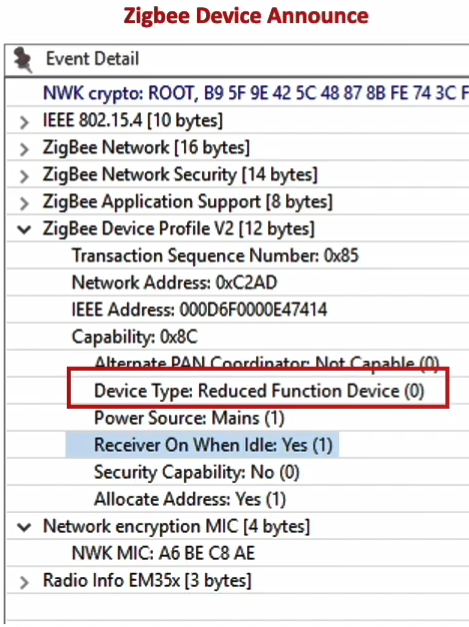 Zigbee Device Announce
Event Detail
NWK crypto: ROOT, B9 5F 9E 42 5C 48 87 8B FE 74 3C F
IEEE 802.15.4 [10 bytes]
ZigBee Network [16 bytes]
ZigBee Network Security [14 bytes]
ZigBee Application Support [8 bytes]
ZigBee Device Profile V2 [12 bytes]
Transaction Sequence Number: 0x85
Network Address: 0xC2AD
IEEE Address: 000D6F0000E47414
Capability: 0x8C
Alternate PAN Coordinator: Not Capable (0)
Device Type: Reduced Function Device (0)
Power Source: Mains (1)
Receiver On When Idle: Yes (1)
Security Capability: No (0)
Allocate Address: Yes (1)
Network encryption MIC [4 bytes]
NWK MIC: A6 BE C8 AE
Radio Info EM35x [3 bytes]